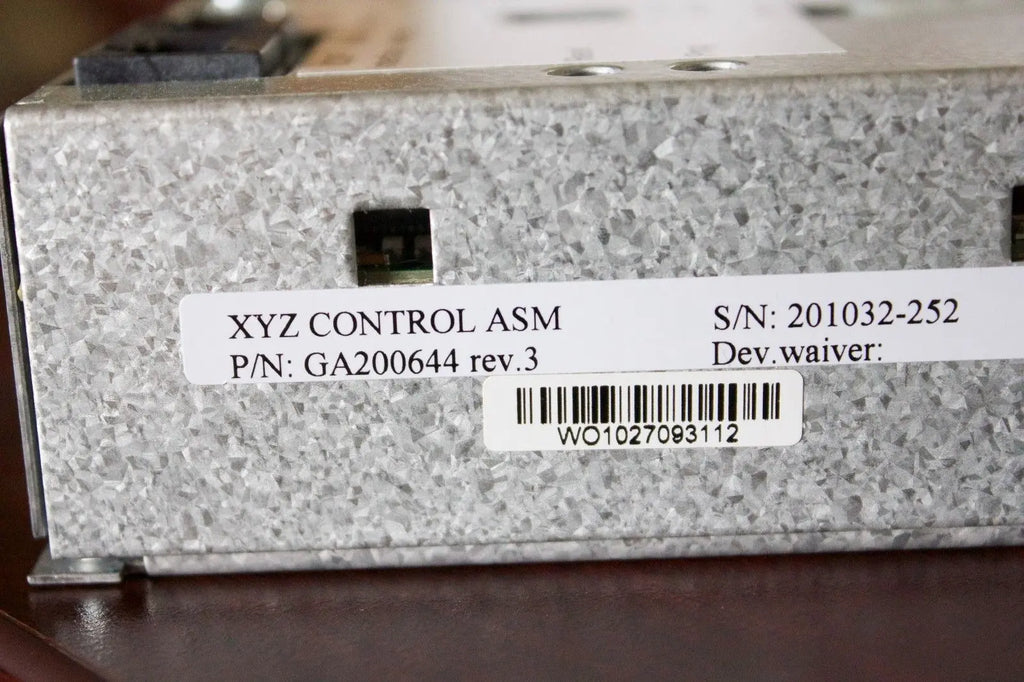 XYZ CONTROL ASM
P/N: GA200644 rev.3
S/N: 201032-252
Dev.waiver:
WO1027093112